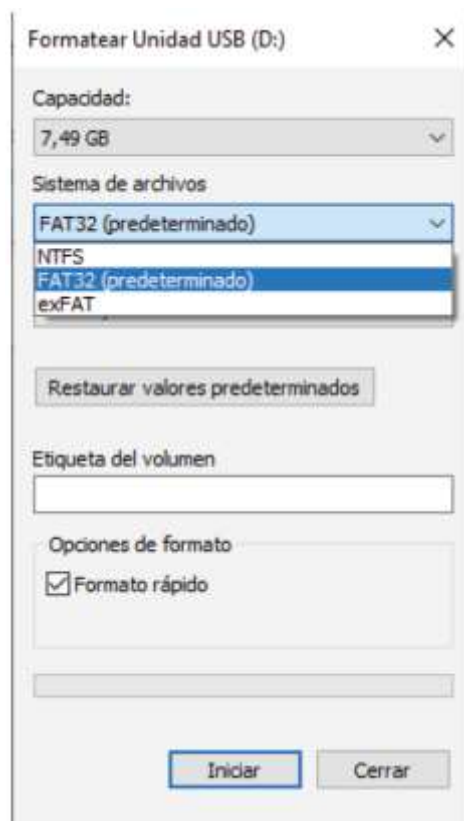 Formatear Unidad USB (D:)
Capacidad:
7,49 GB
Sistema de archivos
FAT32 (predeterminado)
NTFS
FAT32 (predeterminado)
exFAT
Restaurar valores predeterminados
Etiqueta del volumen
Opciones de formato
Formato rápido
Iniciar Cerrar